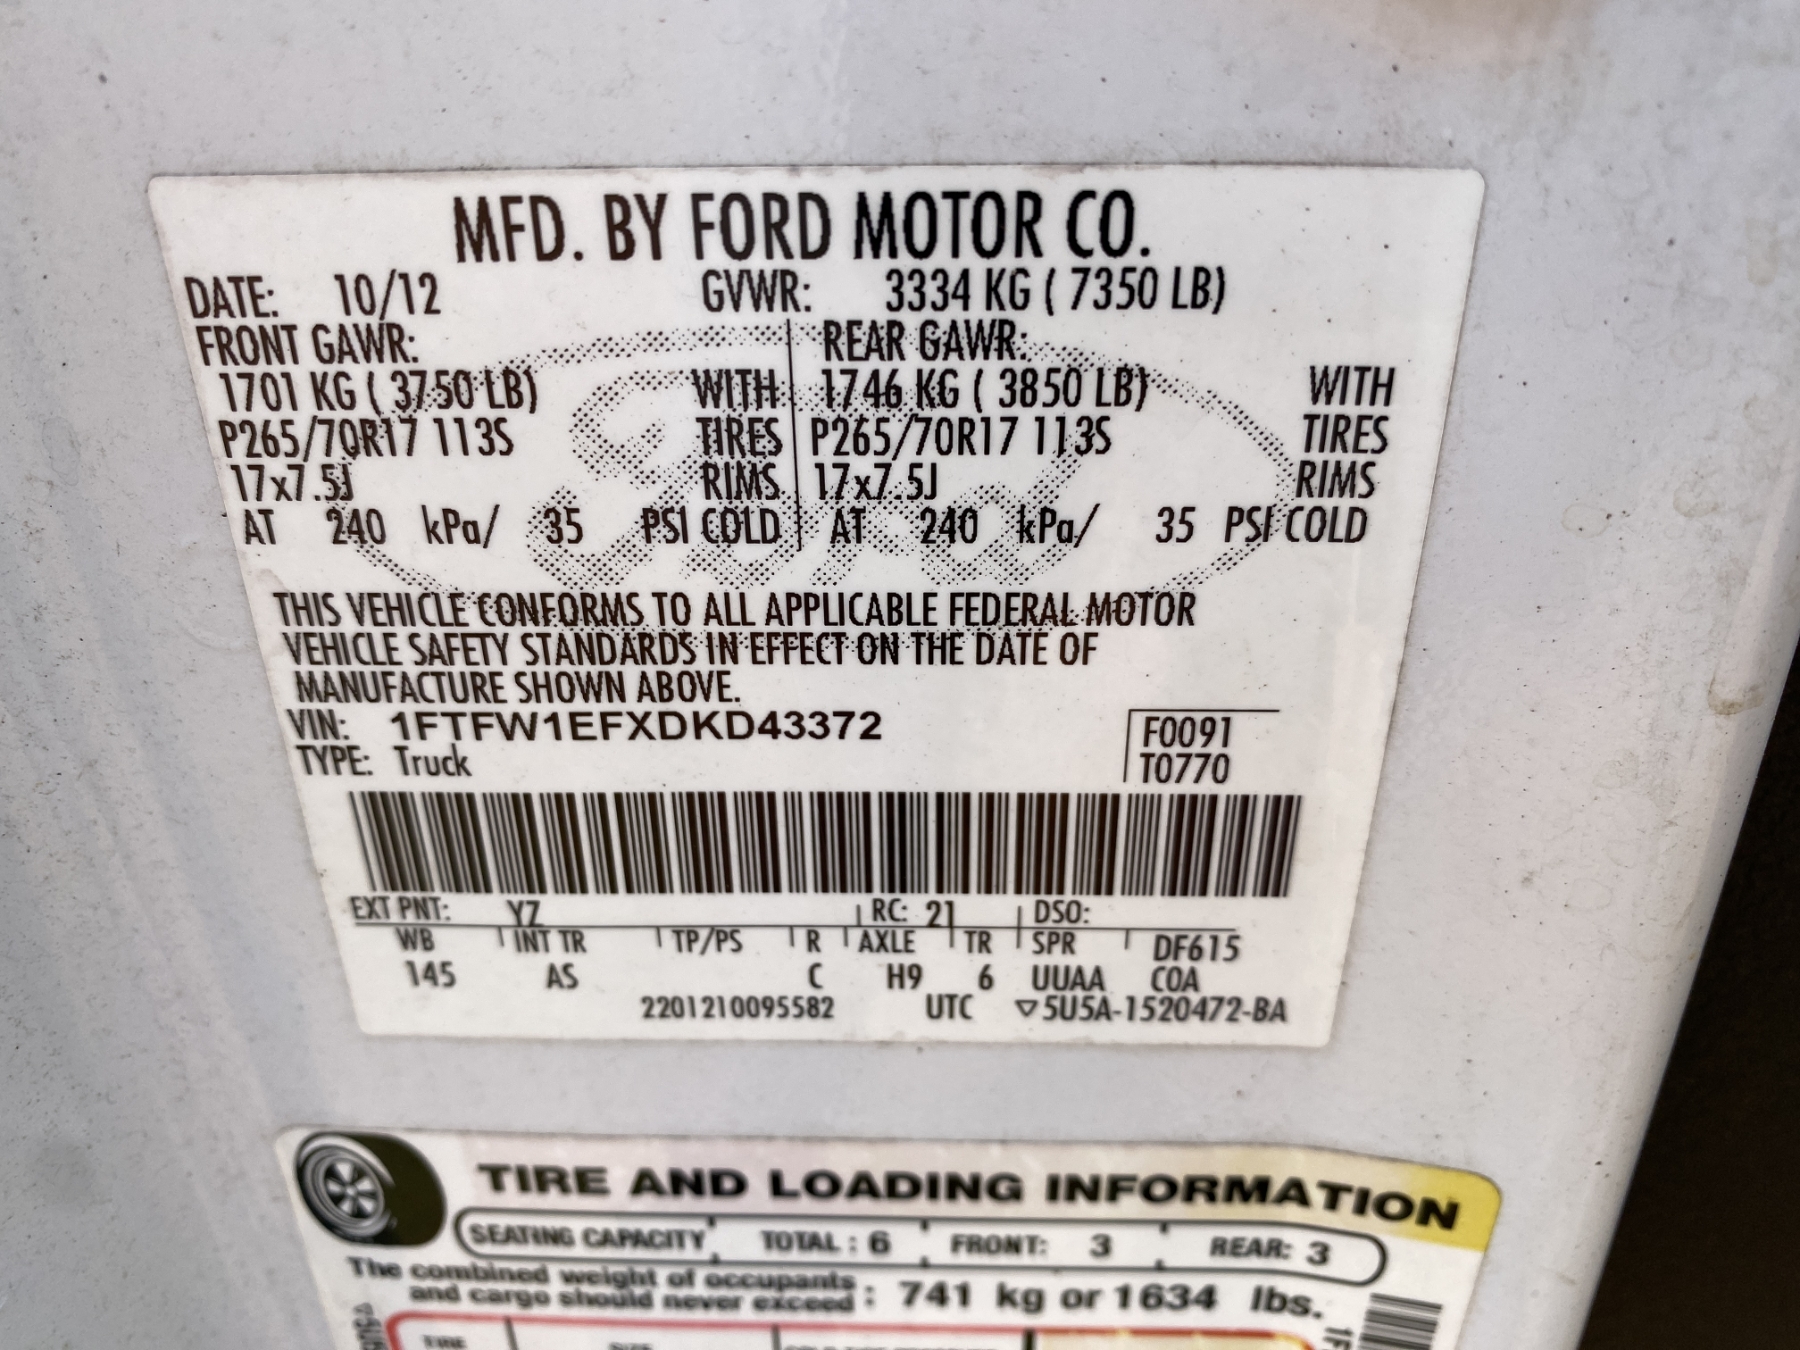 MFD. BY FORD MOTOR CO.
DATE: 10/12 GVWR: 3334 KG ( 7350 LB)
FRONT GAWR: REAR GAWR:
1701 KG ( 3750 LB) WITH 1746 KG ( 3850 LB) WITH
P265/70R17 113S TIRES P265/70R17 113S TIRES
17x7.5J RIMS 17x7.5J RIMS
AT 240 kPa/ 35 PSI COLD AT 240 kPa/ 35 PSI COLD
THIS VEHICLE CONFORMS TO ALL APPLICABLE FEDERAL MOTOR
VEHICLE SAFETY STANDARDS IN EFFECT ON THE DATE OF
MANUFACTURE SHOWN ABOVE.
VIN: 1FTFW1EFXDKD43372 F0091
TYPE: Truck T0770
EXT PNT: YZ RC: 21 DSO:
WB INT TR TP/PS R AXLE TR SPR DF615
145 AS C H9 6 UUAA COA
2201210095582 UTC ▽5U5A-1520472-BA
TIRE AND LOADING INFORMATION
SEATING CAPACITY TOTAL : 6 FRONT: 3 REAR: 3
The combined weight of occupants
and cargo should never exceed : 741 kg or 1634 lbs.
TIRE SIZE